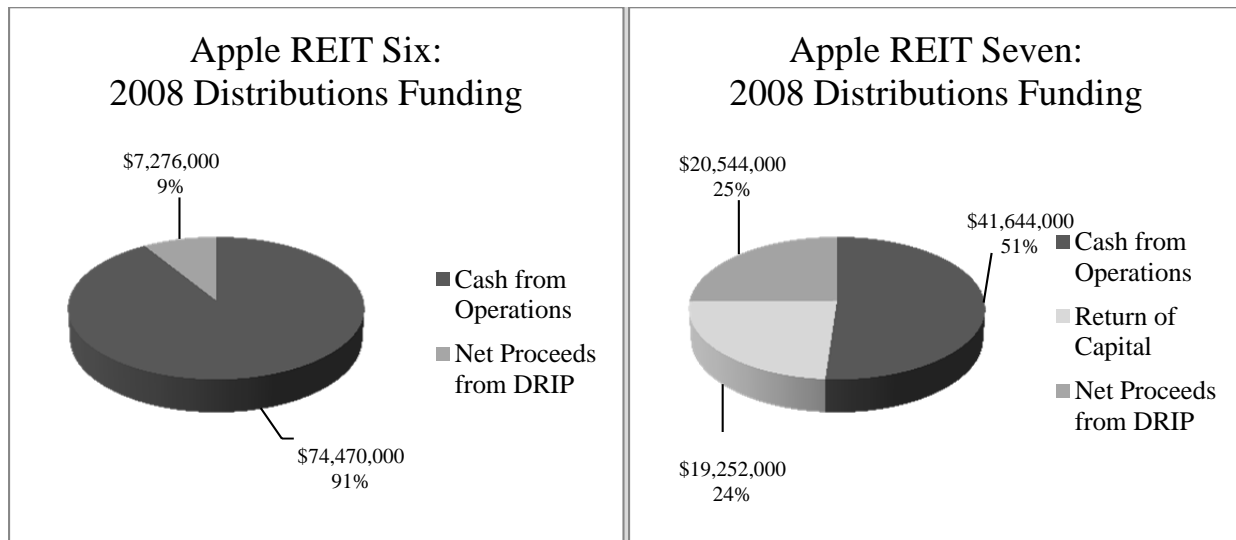 Apple REIT Six:
2008 Distributions Funding
$7,276,000
9%
Cash from
Operations
Net Proceeds
from DRIP
$74,470,000
91%
Apple REIT Seven:
2008 Distributions Funding
$20,544,000
25%
$41,644,000
51%
Cash from
Operations
Return of
Capital
Net Proceeds
from DRIP
$19,252,000
24%